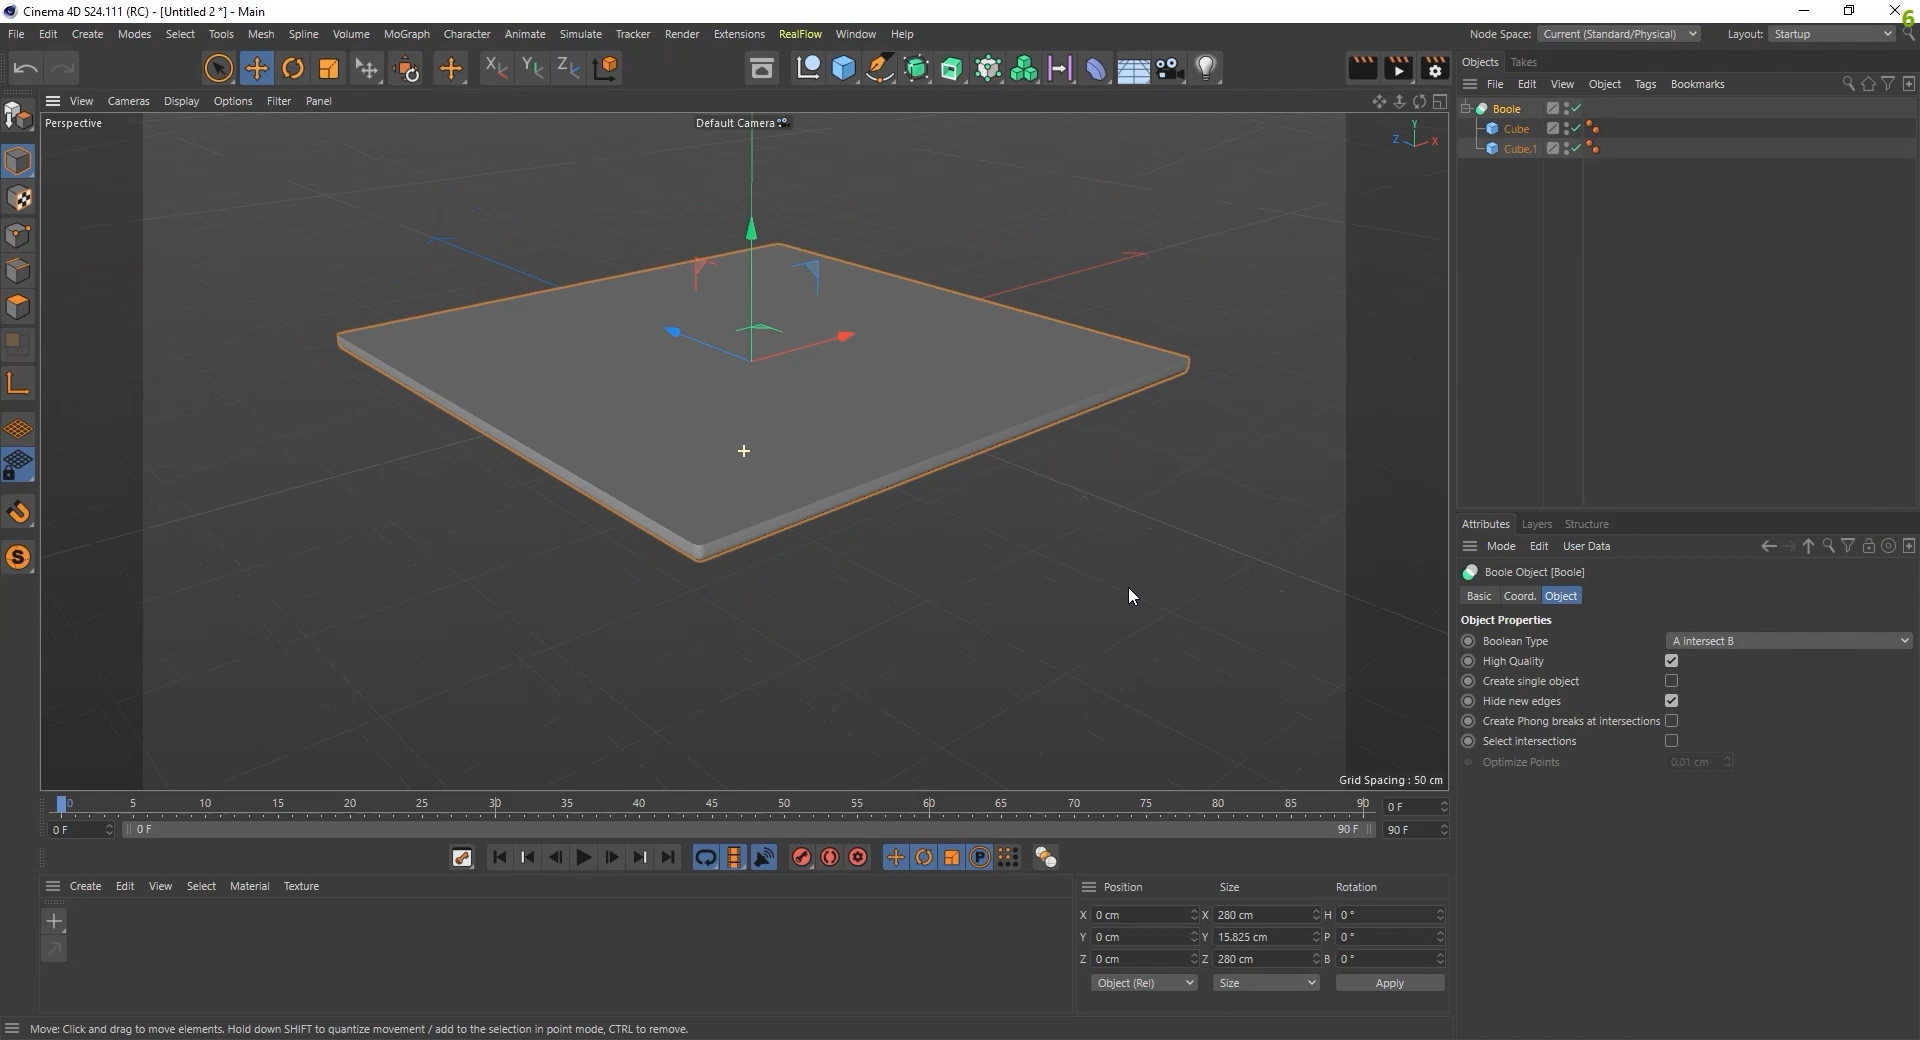 Cinema 4D S24.111 (RC) - [Untitled 2 *] - Main
6
File Edit Create Modes Select Tools Mesh Spline Volume MoGraph Character Animate Simulate Tracker Render Extensions RealFlow Window Help
Node Space: Current (Standard/Physical) Layout: Startup
X Y Z
Objects Takes
File Edit View Object Tags Bookmarks
View Cameras Display Options Filter Panel
Perspective
Default Camera
Y
Z X
Boole
Cube
Cube.1
Grid Spacing : 50 cm
Attributes Layers Structure
Mode Edit User Data
Boole Object [Boole]
Basic Coord. Object
Object Properties
Boolean Type A intersect B
High Quality
Create single object
Hide new edges
Create Phong breaks at intersections
Select intersections
Optimize Points 0.01 cm
0 5 10 15 20 25 30 35 40 45 50 55 60 65 70 75 80 85 90 0 F
0 F 0 F 90 F 90 F
P
S
Create Edit View Select Material Texture
Position Size Rotation
X 0 cm X 280 cm H 0 °
Y 0 cm Y 15.825 cm P 0 °
Z 0 cm Z 280 cm B 0 °
Object (Rel) Size Apply
Move: Click and drag to move elements. Hold down SHIFT to quantize movement / add to the selection in point mode, CTRL to remove.